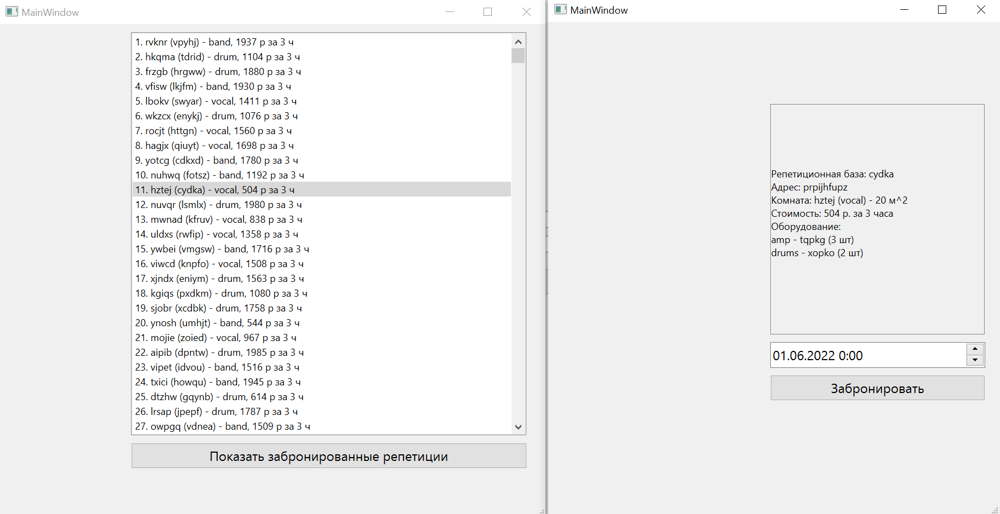 MainWindow
1. rvknr (vpyhj) - band, 1937 р за 3 ч
2. hkqma (tdrid) - drum, 1104 р за 3 ч
3. frzgb (hrgww) - drum, 1880 р за 3 ч
4. vfisw (lkjfm) - band, 1930 р за 3 ч
5. lbokv (swyar) - vocal, 1411 р за 3 ч
6. wkzcx (enykj) - drum, 1076 р за 3 ч
7. rocjt (httgn) - vocal, 1560 р за 3 ч
8. hagjx (qiuyt) - vocal, 1698 р за 3 ч
9. yotcg (cdkxd) - band, 1780 р за 3 ч
10. nuhwq (fotsz) - band, 1192 р за 3 ч
11. hztej (cydka) - vocal, 504 р за 3 ч
12. nuvqr (lsmlx) - drum, 1980 р за 3 ч
13. mwnad (kfruv) - vocal, 838 р за 3 ч
14. uldxs (rwfip) - vocal, 1358 р за 3 ч
15. ywbei (vmgsw) - band, 1716 р за 3 ч
16. viwcd (knpfo) - vocal, 1508 р за 3 ч
17. xjndx (eniym) - drum, 1563 р за 3 ч
18. kgiqs (pxdkm) - drum, 1080 р за 3 ч
19. sjobr (xcdbk) - drum, 1758 р за 3 ч
20. ynosh (umhjt) - band, 544 р за 3 ч
21. mojie (zoied) - vocal, 967 р за 3 ч
22. aipib (dpntw) - drum, 1985 р за 3 ч
23. vipet (idvou) - band, 1516 р за 3 ч
24. txici (howqu) - band, 1945 р за 3 ч
25. dtzhw (gqynb) - drum, 614 р за 3 ч
26. lrsap (jpepf) - drum, 1787 р за 3 ч
27. owpgq (vdnea) - band, 1509 р за 3 ч
Показать забронированные репетиции
MainWindow
Репетиционная база: cydka
Адрес: prpijhfupz
Комната: hztej (vocal) - 20 м^2
Стоимость: 504 р. за 3 часа
Оборудование:
amp - tqpkg (3 шт)
drums - xopko (2 шт)
01.06.2022 0:00
Забронировать